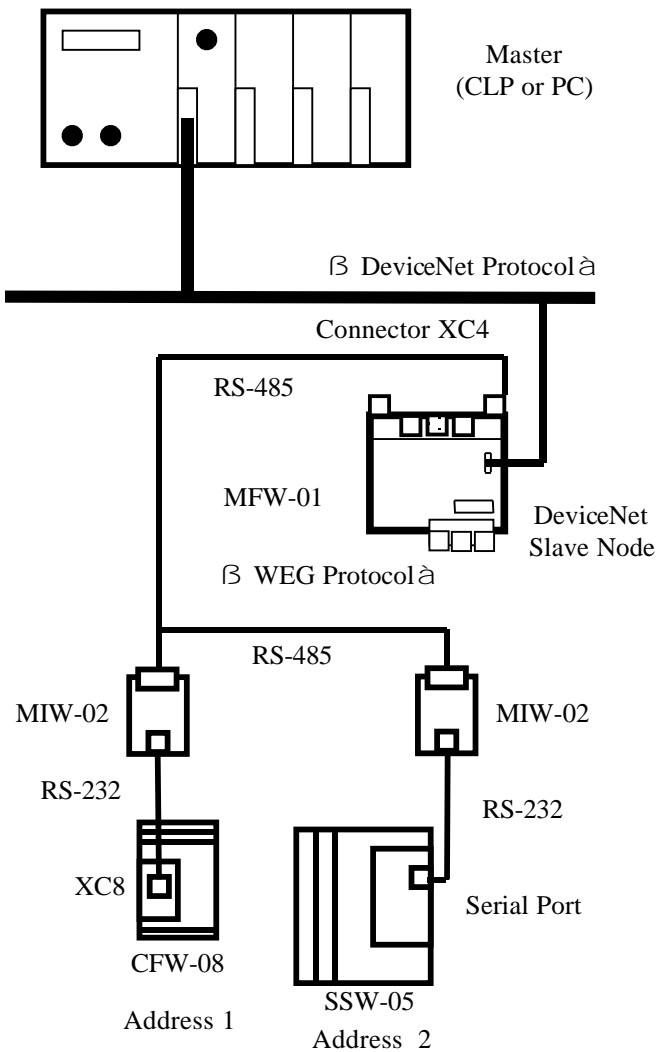 Master
(CLP or PC)
ß DeviceNet Protocol à
Connector XC4
RS-485
MFW-01
DeviceNet
Slave Node
ß WEG Protocol à
RS-485
MIW-02
MIW-02
RS-232
RS-232
XC8
Serial Port
CFW-08
SSW-05
Address 1
Address 2